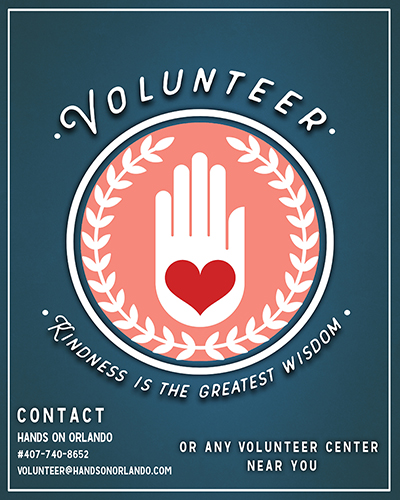 •VOLUNTEER•
•KINDNESS IS THE GREATEST WISDOM•
CONTACT
HANDS ON ORLANDO
#407-740-8652
VOLUNTEER@HANDSONORLANDO.COM
OR ANY VOLUNTEER CENTER
NEAR YOU